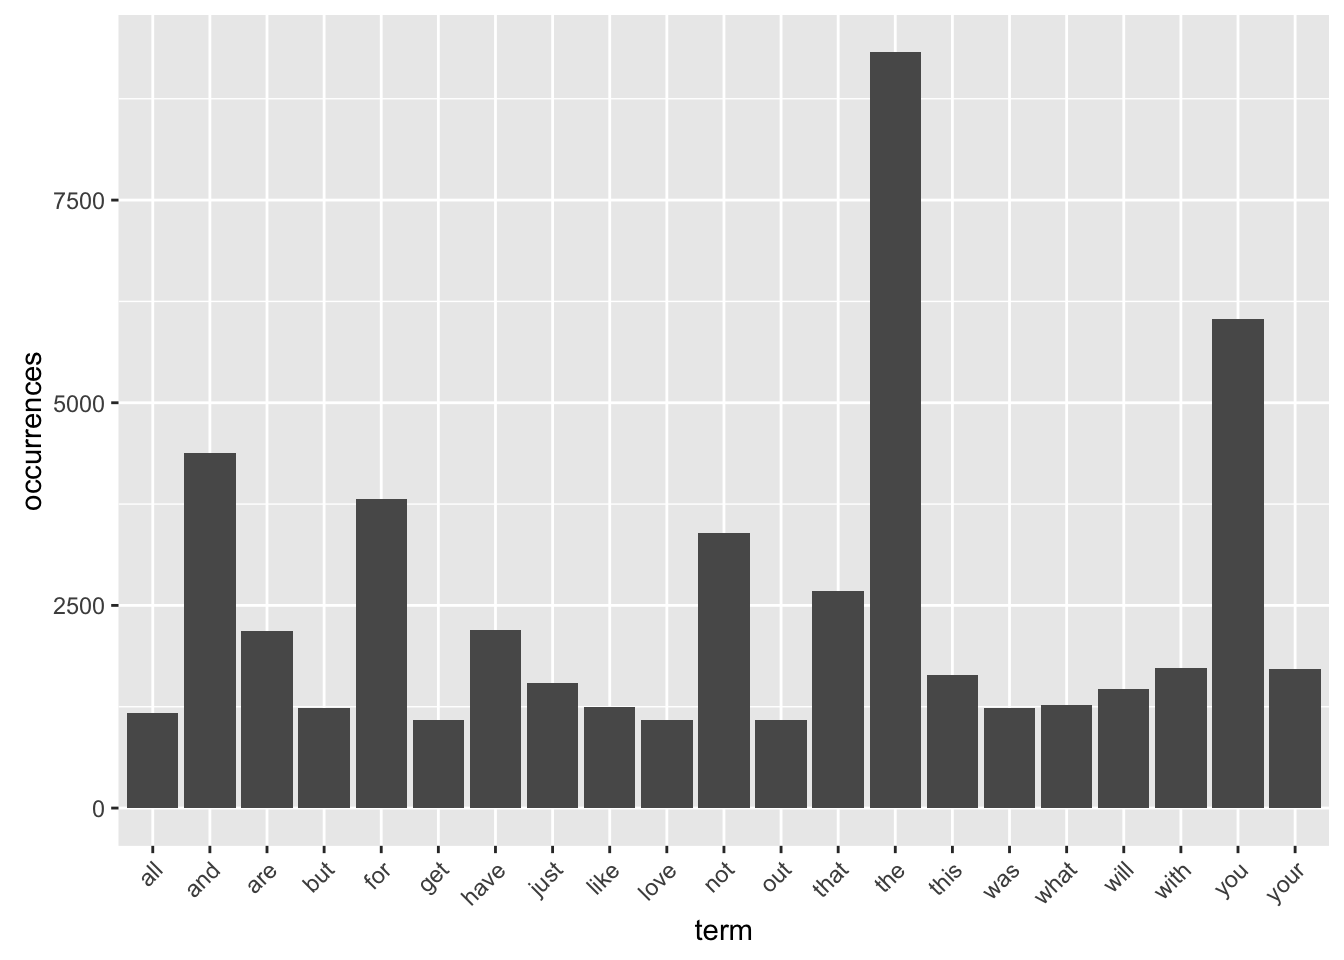 occurrences
7500
5000
2500
0
all and are but for get have just like love not out that the this was what will with you your
term